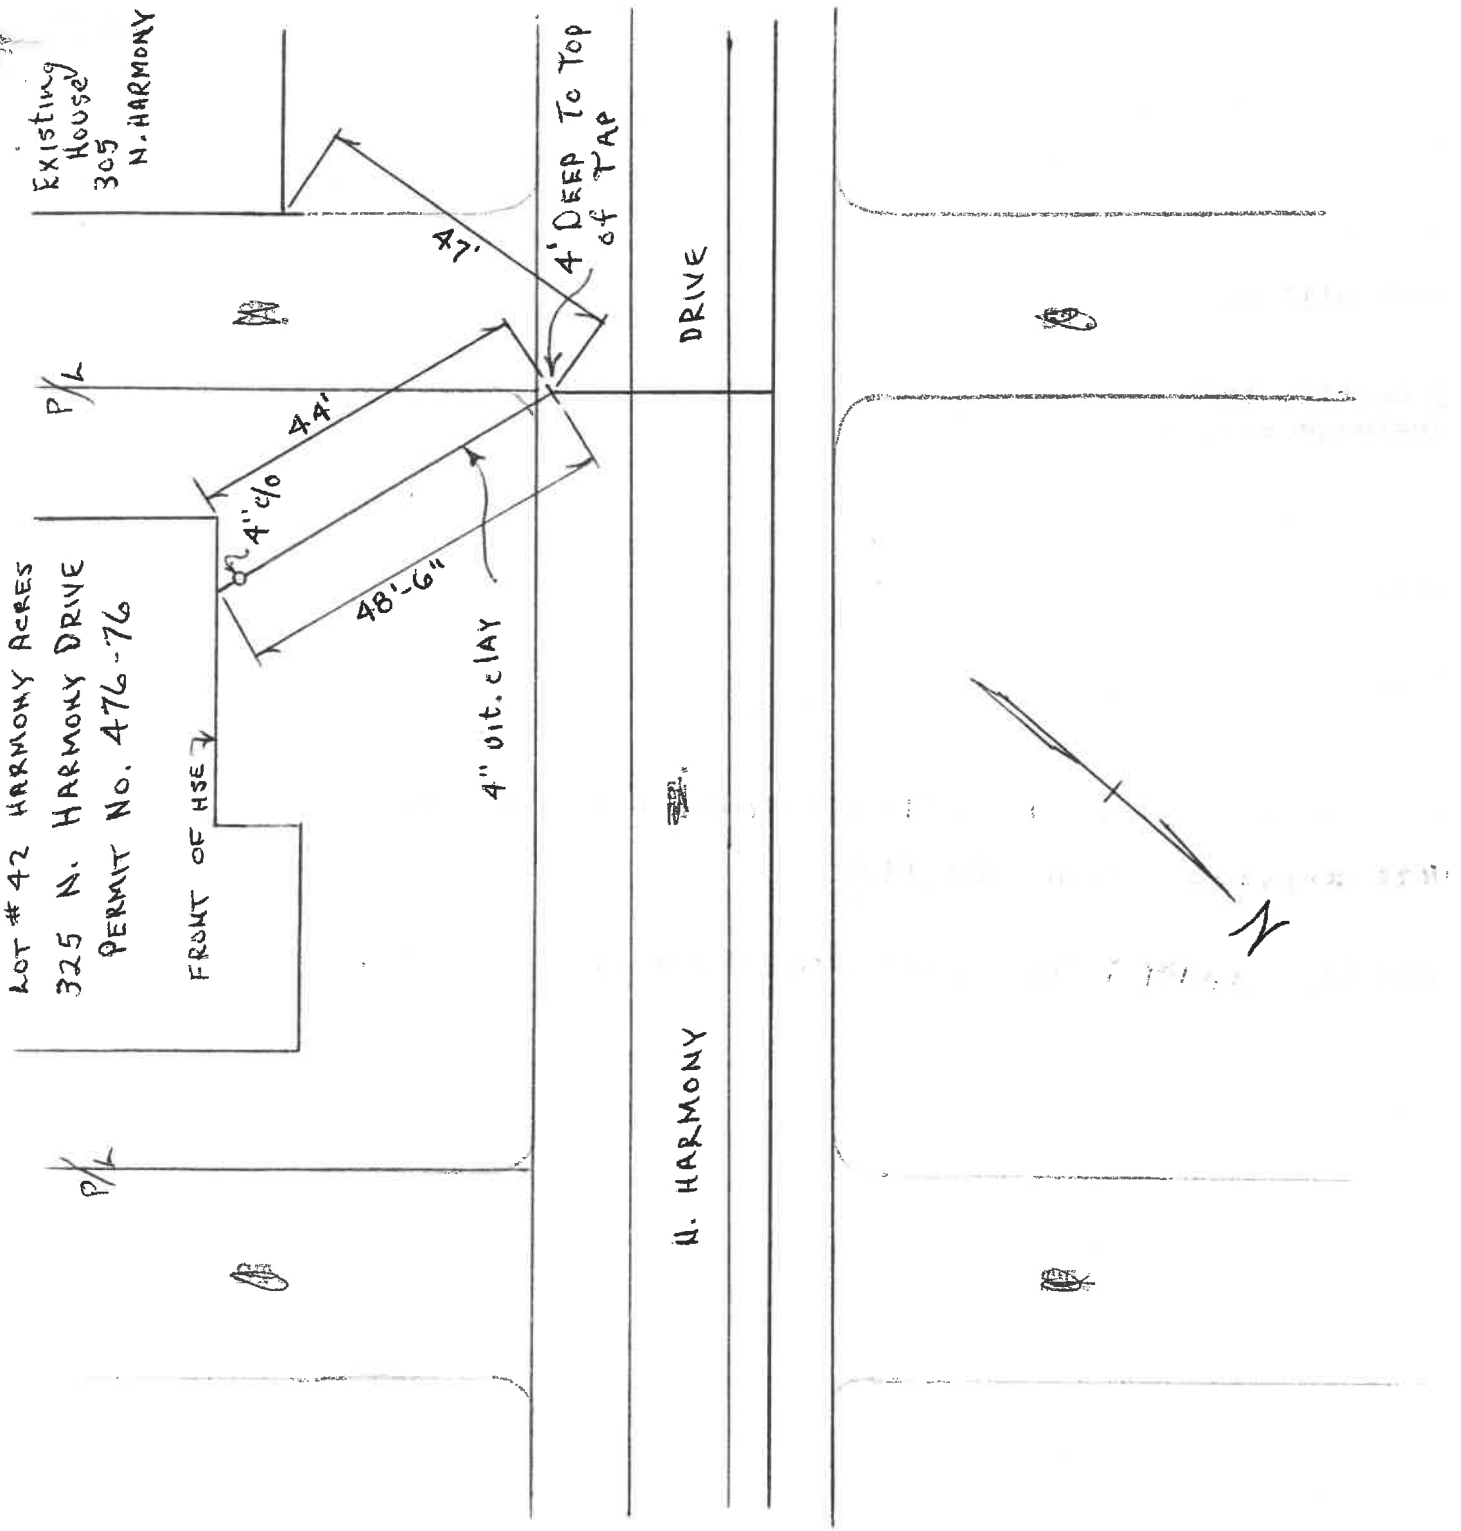 LOT # 42 HARMONY ACRES
325 N. HARMONY DRIVE
PERMIT No. 476-76
FRONT OF HSE
Existing
House
305
N. HARMONY
P/L
P/L
44'
4" c/o
48'-6"
47'
4" vit. clAY
4' DEEP To Top
of TAP
N. HARMONY DRIVE
N